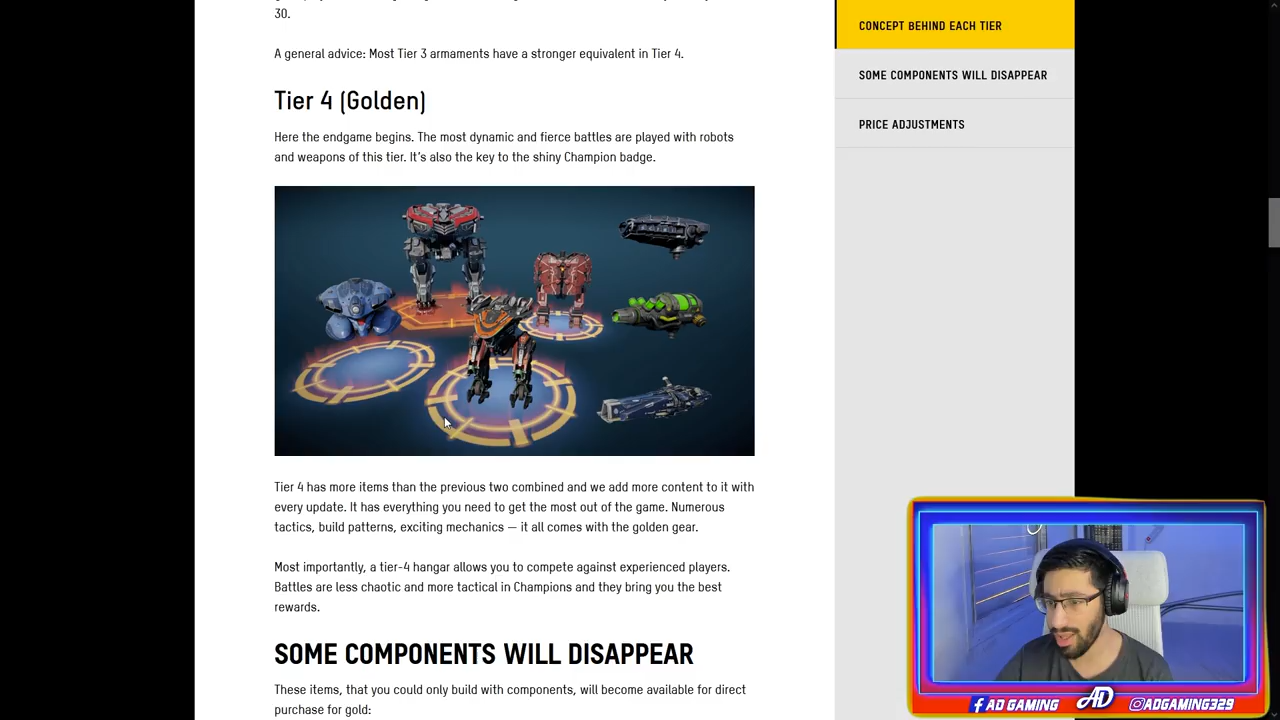 30.
A general advice: Most Tier 3 armaments have a stronger equivalent in Tier 4.
Tier 4 (Golden)
Here the endgame begins. The most dynamic and fierce battles are played with robots
and weapons of this tier. It's also the key to the shiny Champion badge.
Tier 4 has more items than the previous two combined and we add more content to it with
every update. It has everything you need to get the most out of the game. Numerous
tactics, build patterns, exciting mechanics — it all comes with the golden gear.
Most importantly, a tier-4 hangar allows you to compete against experienced players.
Battles are less chaotic and more tactical in Champions and they bring you the best
rewards.
SOME COMPONENTS WILL DISAPPEAR
These items, that you could only build with components, will become available for direct
purchase for gold:
CONCEPT BEHIND EACH TIER
SOME COMPONENTS WILL DISAPPEAR
PRICE ADJUSTMENTS
AD GAMING
AD
@ADGAMING329